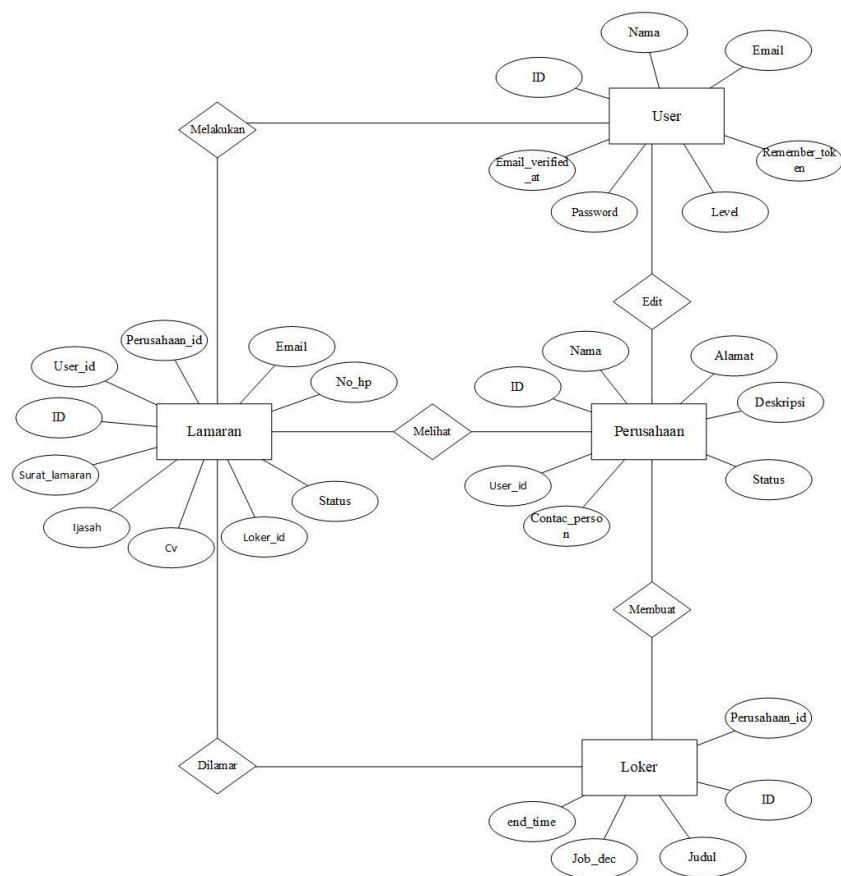 Nama
Email
ID
User
Melakukan
Email_verified
_at
Remember_tok
en
Password
Level
Edit
Perusahaan_id
Email
Nama
Alamat
User_id
No_hp
ID
Deskripsi
ID
Lamaran
Melihat
Perusahaan
Surat_lamaran
User_id
Status
Status
Ijasah
Contac_perso
n
Cv
Loker_id
Membuat
Perusahaan_id
Dilamar
Loker
ID
end_time
Job_dec
Judul